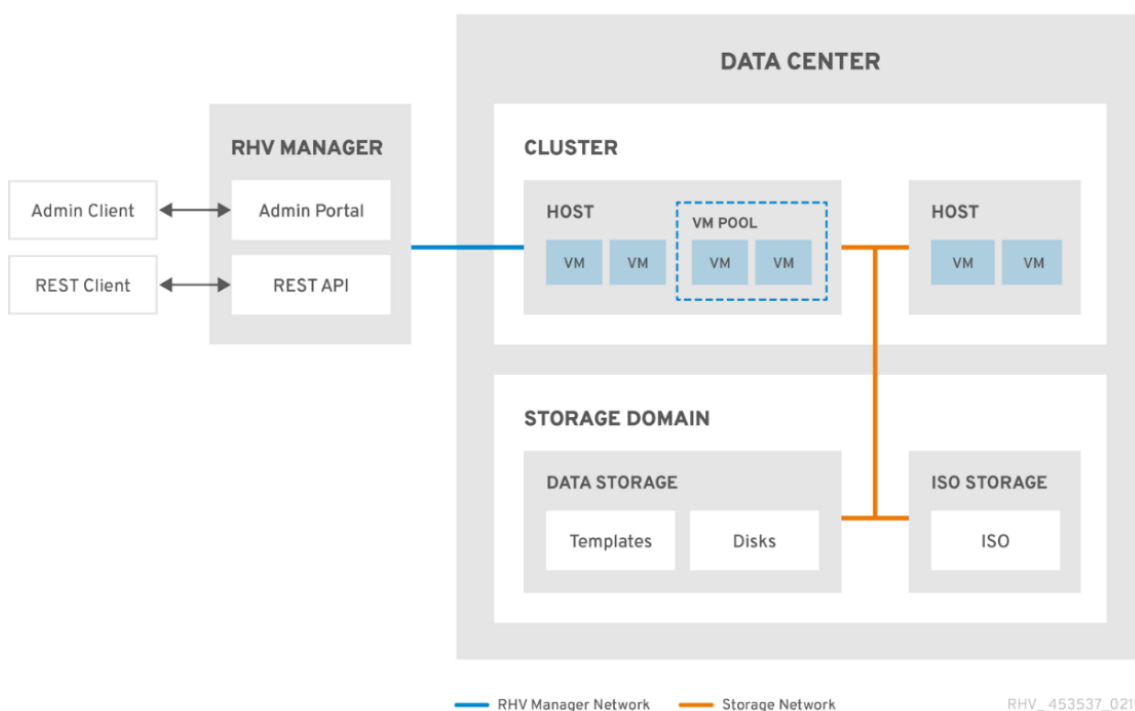 DATA CENTER
RHV MANAGER
CLUSTER
Admin Client
Admin Portal
HOST
VM POOL
HOST
VM
VM
VM
VM
VM
VM
REST Client
REST API
STORAGE DOMAIN
DATA STORAGE
ISO STORAGE
Templates
Disks
ISO
RHV Manager Network
Storage Network
RHV_453537_021